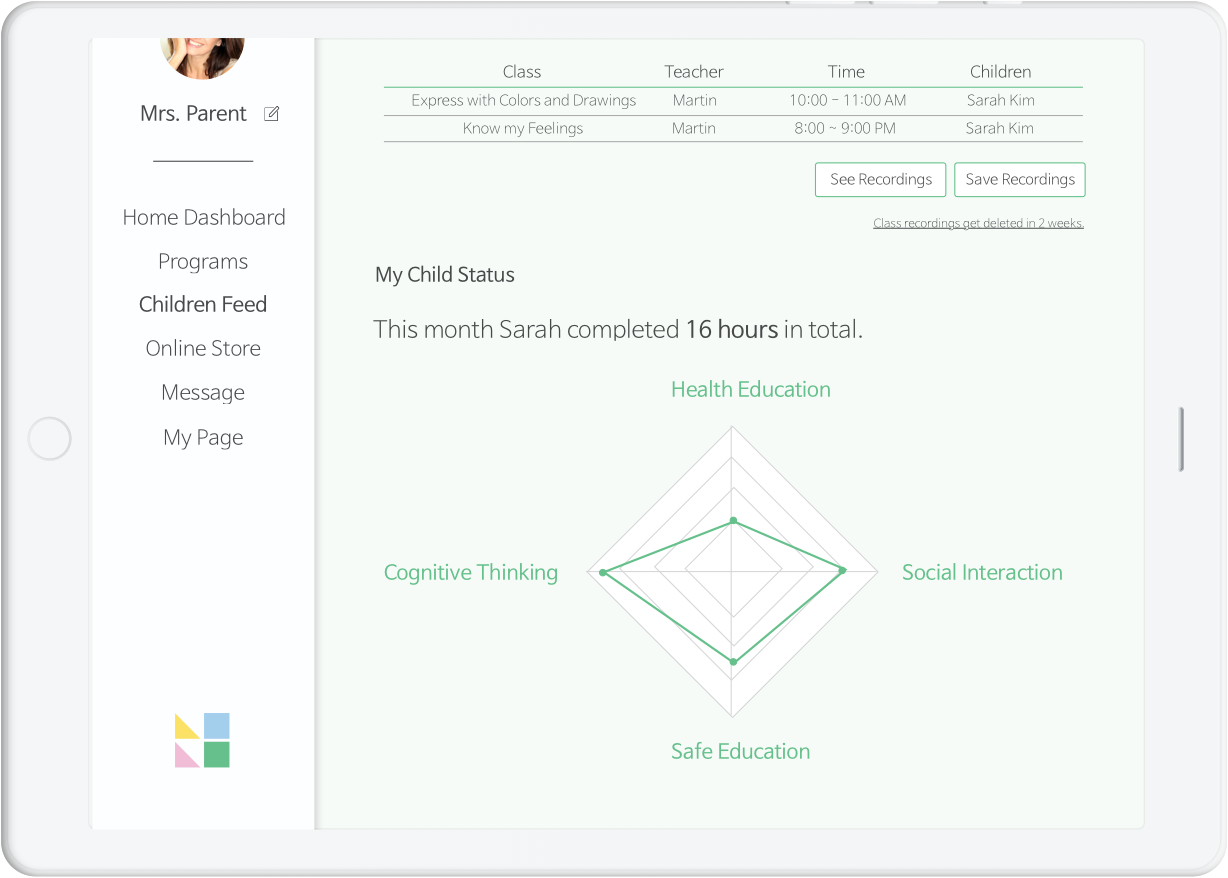 Mrs. Parent
Home Dashboard
Programs
Children Feed
Online Store
Message
My Page
Class Teacher Time Children
Express with Colors and Drawings Martin 10:00 ~ 11:00 AM Sarah Kim
Know my Feelings Martin 8:00 ~ 9:00 PM Sarah Kim
See Recordings Save Recordings
Class recordings get deleted in 2 weeks.
My Child Status
This month Sarah completed 16 hours in total.
Health Education
Cognitive Thinking Social Interaction
Safe Education